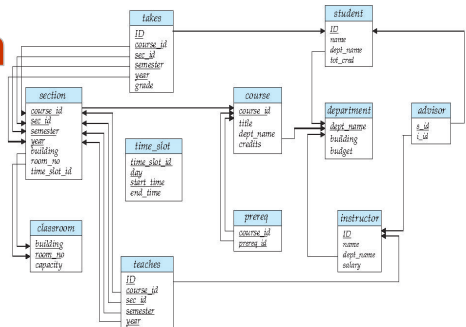 takes
ID
course_id
sec_id
semester
year
grade
student
ID
name
dept_name
tot_cred
section
course_id
sec_id
semester
year
building
room_no
time_slot_id
course
course_id
title
dept_name
credits
department
dept_name
building
budget
advisor
s_id
i_id
time_slot
time_slot_id
day
start_time
end_time
classroom
building
room_no
capacity
prereq
course_id
prereq_id
instructor
ID
name
dept_name
salary
teaches
ID
course_id
sec_id
semester
year